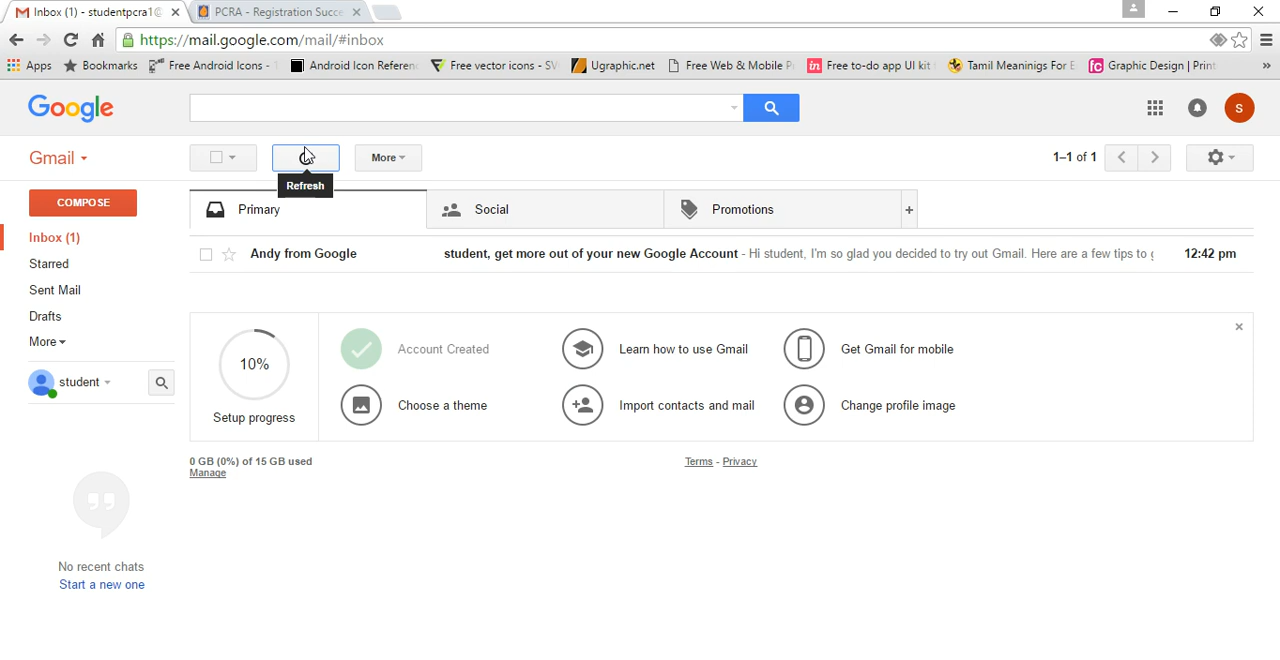 Inbox (1) - studentpcra1@
PCRA - Registration Succe
https://mail.google.com/mail/#inbox
Apps
Bookmarks
Free Android Icons -
Android Icon Referen
Free vector icons - SV
Ugraphic.net
Free Web & Mobile P
in
Free to-do app UI kit
Tamil Meaninigs For E
Graphic Design | Print
»
Google
S
Gmail
Refresh
More
1–1 of 1
COMPOSE
Primary
Social
Promotions
+
Inbox (1)
Andy from Google student, get more out of your new Google Account - Hi student, I'm so glad you decided to try out Gmail. Here are a few tips to g 12:42 pm
Starred
Sent Mail
Drafts
More
student
10%
Setup progress
Account Created
Learn how to use Gmail
Get Gmail for mobile
Choose a theme
Import contacts and mail
Change profile image
0 GB (0%) of 15 GB used
Manage
Terms - Privacy
No recent chats
Start a new one